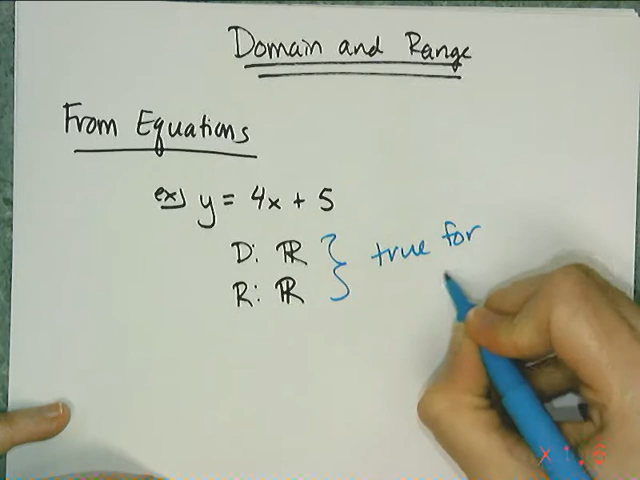 Domain and Range
From Equations
ex) y = 4x + 5
D: ℝ
R: ℝ } true for